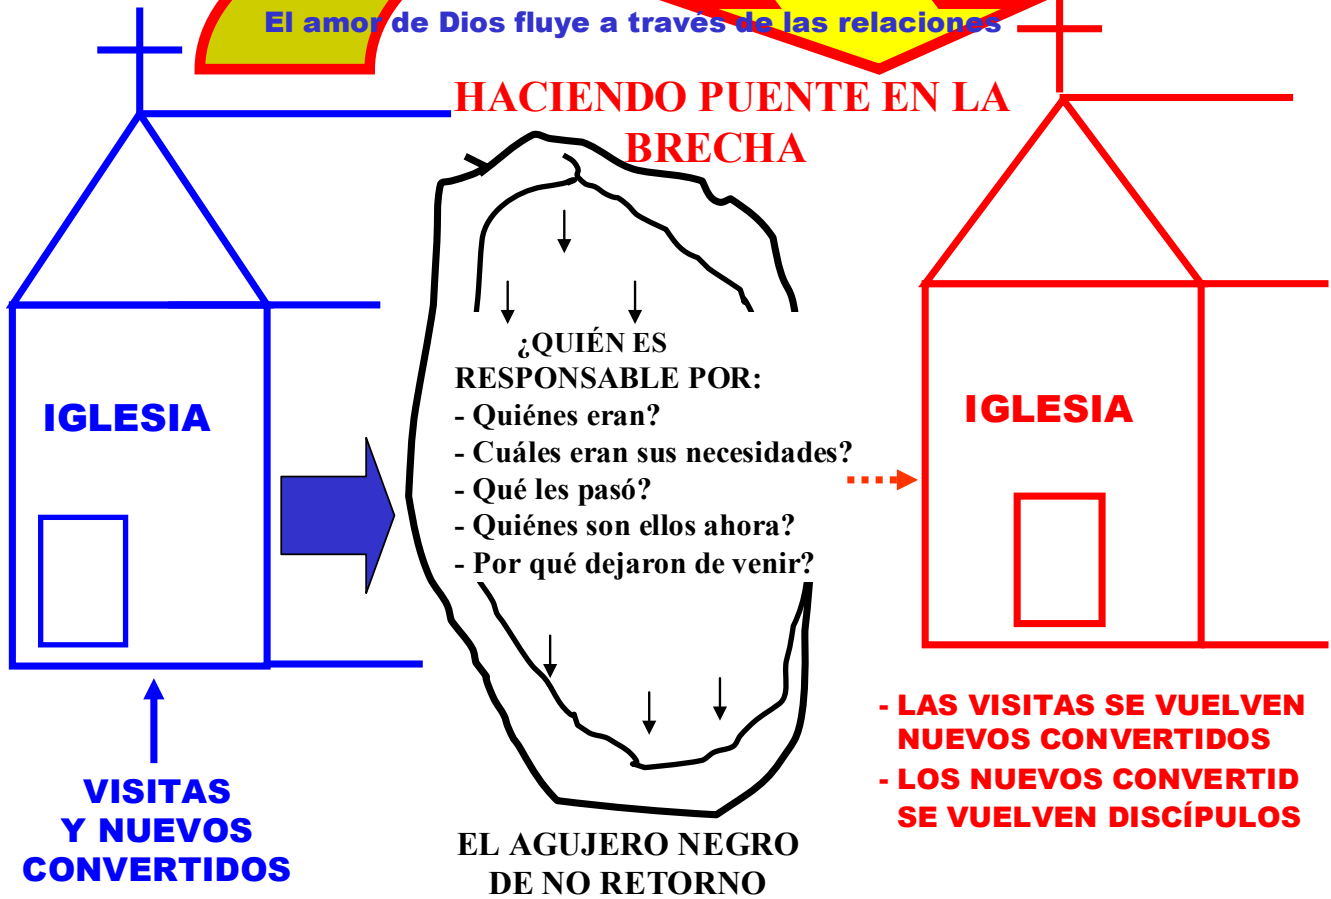 El amor de Dios fluye a través de las relaciones
HACIENDO PUENTE EN LA
BRECHA
IGLESIA
¿QUIÉN ES
RESPONSABLE POR:
- Quiénes eran?
- Cuáles eran sus necesidades?
- Qué les pasó?
- Quiénes son ellos ahora?
- Por qué dejaron de venir?
IGLESIA
VISITAS
Y NUEVOS
CONVERTIDOS
EL AGUJERO NEGRO
DE NO RETORNO
- LAS VISITAS SE VUELVEN
NUEVOS CONVERTIDOS
- LOS NUEVOS CONVERTID
SE VUELVEN DISCÍPULOS